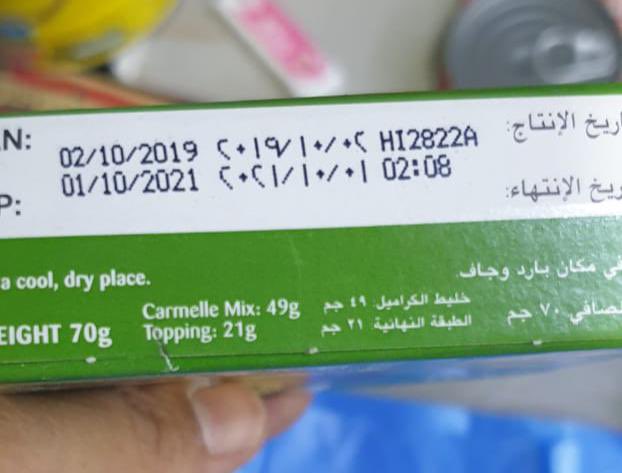 N:
02/10/2019 ٢٠١٩/١٠/٠٢ HI2822A
تاريخ الإنتاج:
01/10/2021 ٢٠٢١/١٠/٠١ 02:08
P:
تاريخ الإنتهاء:
a cool, dry place.
في مكان بارد وجاف.
Carmelle Mix: 49g
خليط الكراميل ٤٩ جم
EIGHT 70g
Topping: 21g
الطبقة النهائية ٢١ جم
الصافي ٧٠ جم